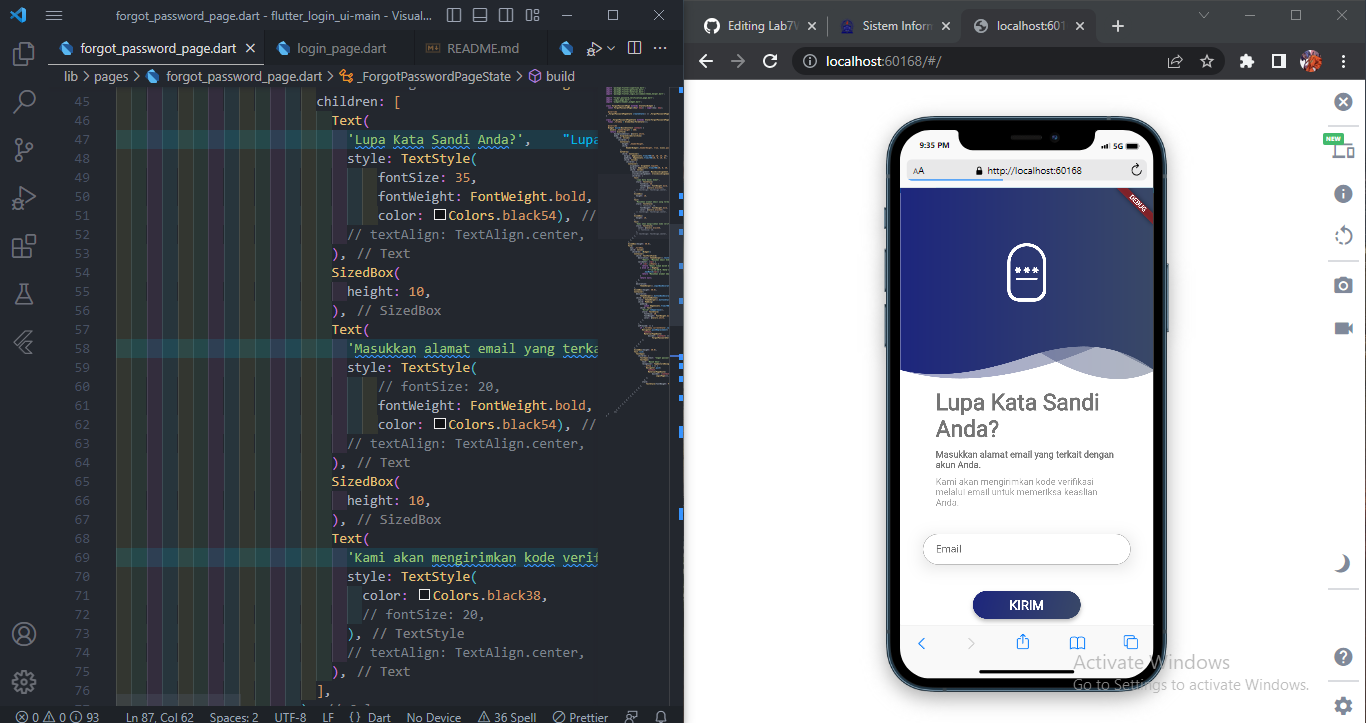 forgot_password_page.dart - flutter_login_ui-main - Visual...
forgot_password_page.dart
login_page.dart
README.md
lib > pages > forgot_password_page.dart > _ForgotPasswordPageState > build
45 children: [
46 Text(
47 'Lupa Kata Sandi Anda?', "Lupa
48 style: TextStyle(
49 fontSize: 35,
50 fontWeight: FontWeight.bold,
51 color: Colors.black54), //
52 // textAlign: TextAlign.center,
53 ), // Text
54 SizedBox(
55 height: 10,
56 ), // SizedBox
57 Text(
58 'Masukkan alamat email yang terka
59 style: TextStyle(
60 // fontSize: 20,
61 fontWeight: FontWeight.bold,
62 color: Colors.black54), //
63 // textAlign: TextAlign.center,
64 ), // Text
65 SizedBox(
66 height: 10,
67 ), // SizedBox
68 Text(
69 'Kami akan mengirimkan kode verif
70 style: TextStyle(
71 color: Colors.black38,
72 // fontSize: 20,
73 ), // TextStyle
74 // textAlign: TextAlign.center,
75 ), // Text
76 ],
0 0 93 Ln 87, Col 62 Spaces: 2 UTF-8 LF {} Dart No Device 36 Spell Prettier
Editing Lab7
Sistem Inform
localhost:601
localhost:60168/#/
NEW
9:35 PM
5G
AA
http://localhost:60168
DEBUG
***
Lupa Kata Sandi
Anda?
Masukkan alamat email yang terkait dengan
akun Anda.
Kami akan mengirimkan kode verifikasi
melalui email untuk memeriksa keaslian
Anda.
Email
KIRIM
Activate Windows
Go to Settings to activate Windows.